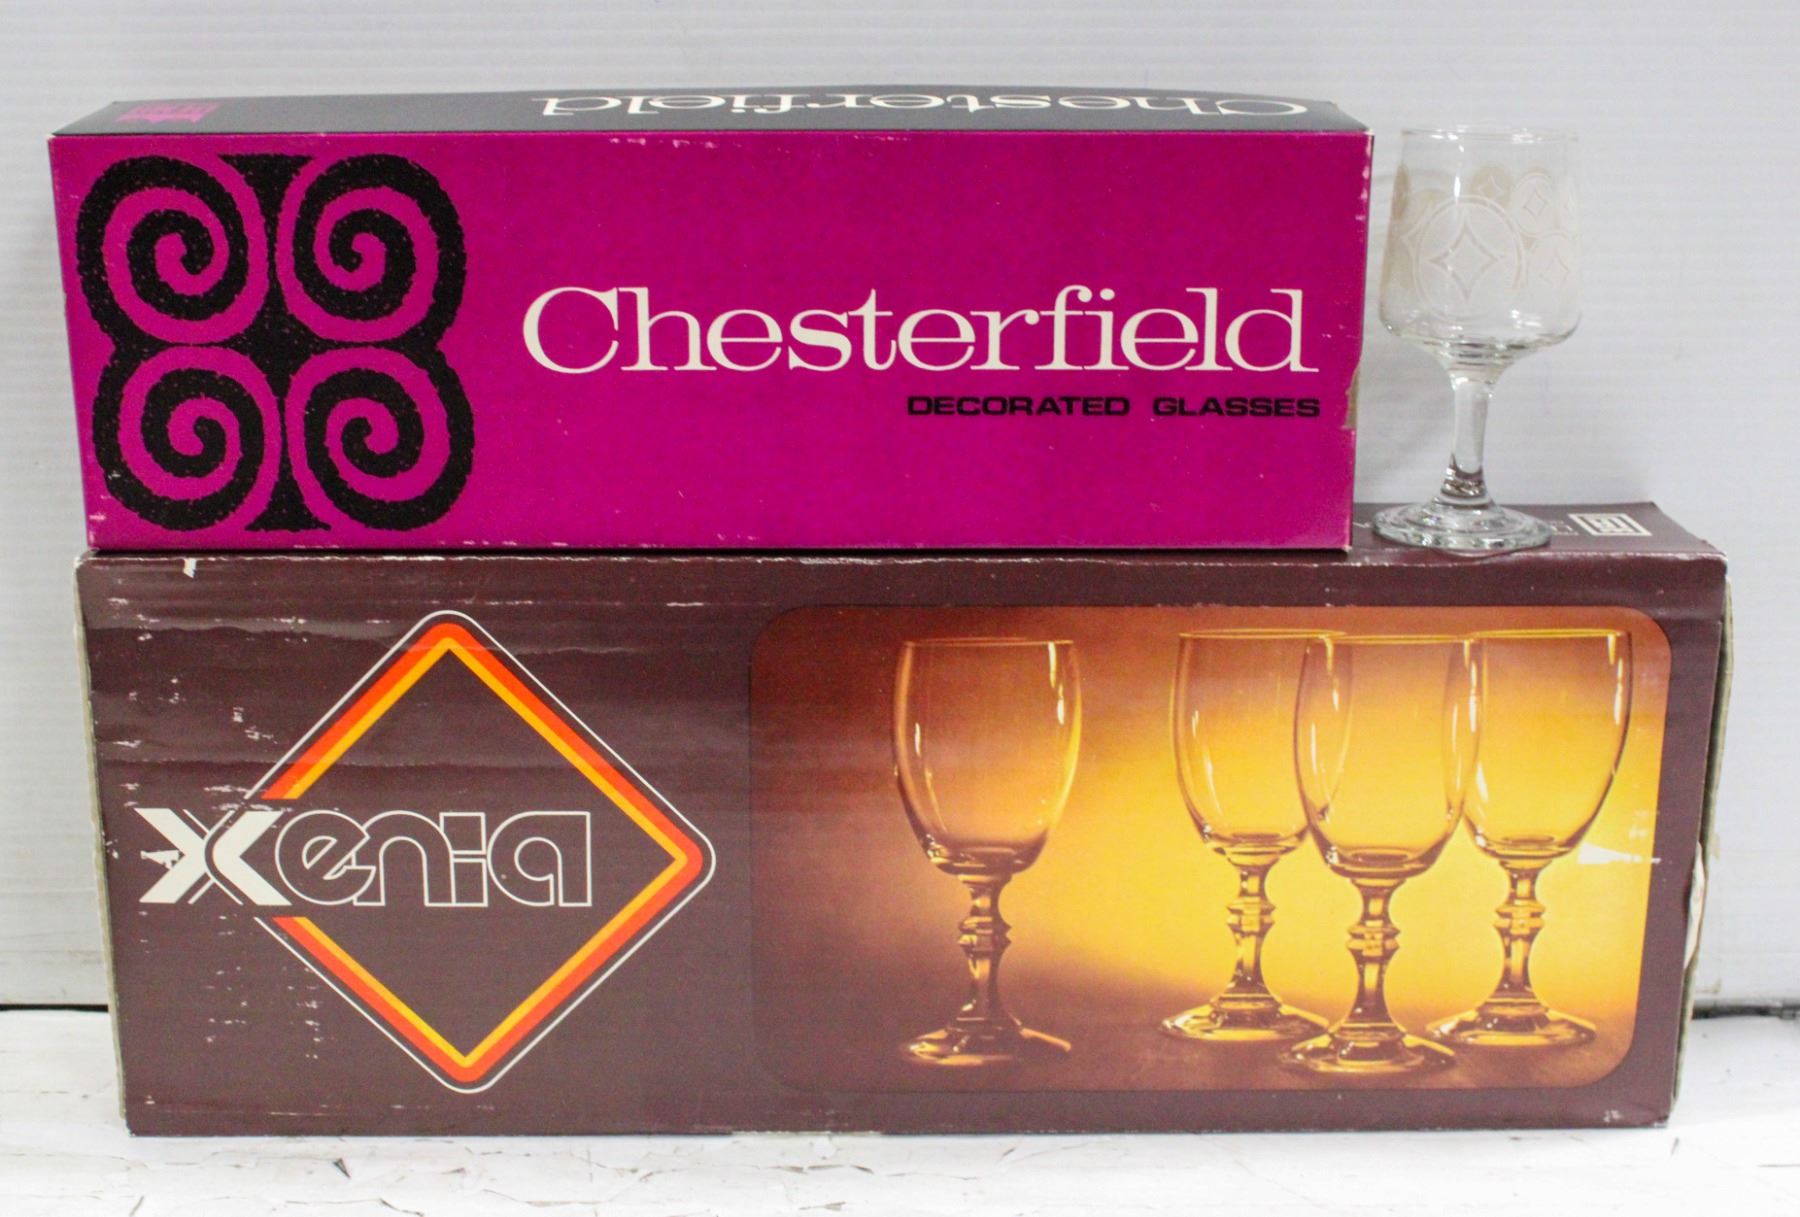 Chesterfield
Chesterfield
DECORATED GLASSES
xenia